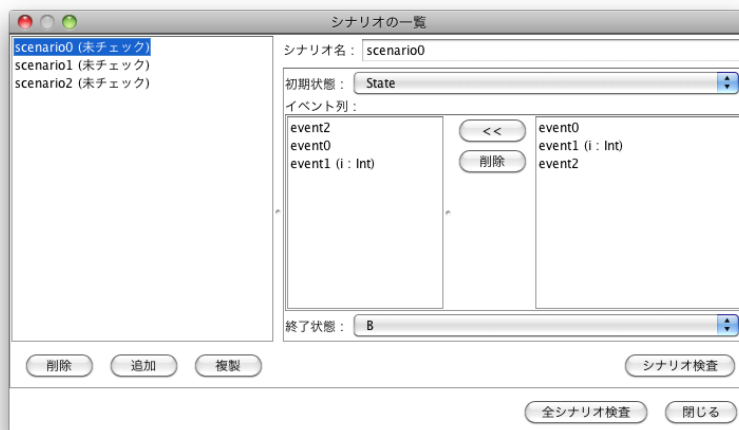 シナリオの一覧
scenario0 (未チェック)
scenario1 (未チェック)
scenario2 (未チェック)
シナリオ名： scenario0
初期状態： State
イベント列：
event2
event0
event1 (i : Int)
<<
削除
event0
event1 (i : Int)
event2
終了状態： B
削除 追加 複製
シナリオ検査
全シナリオ検査 閉じる